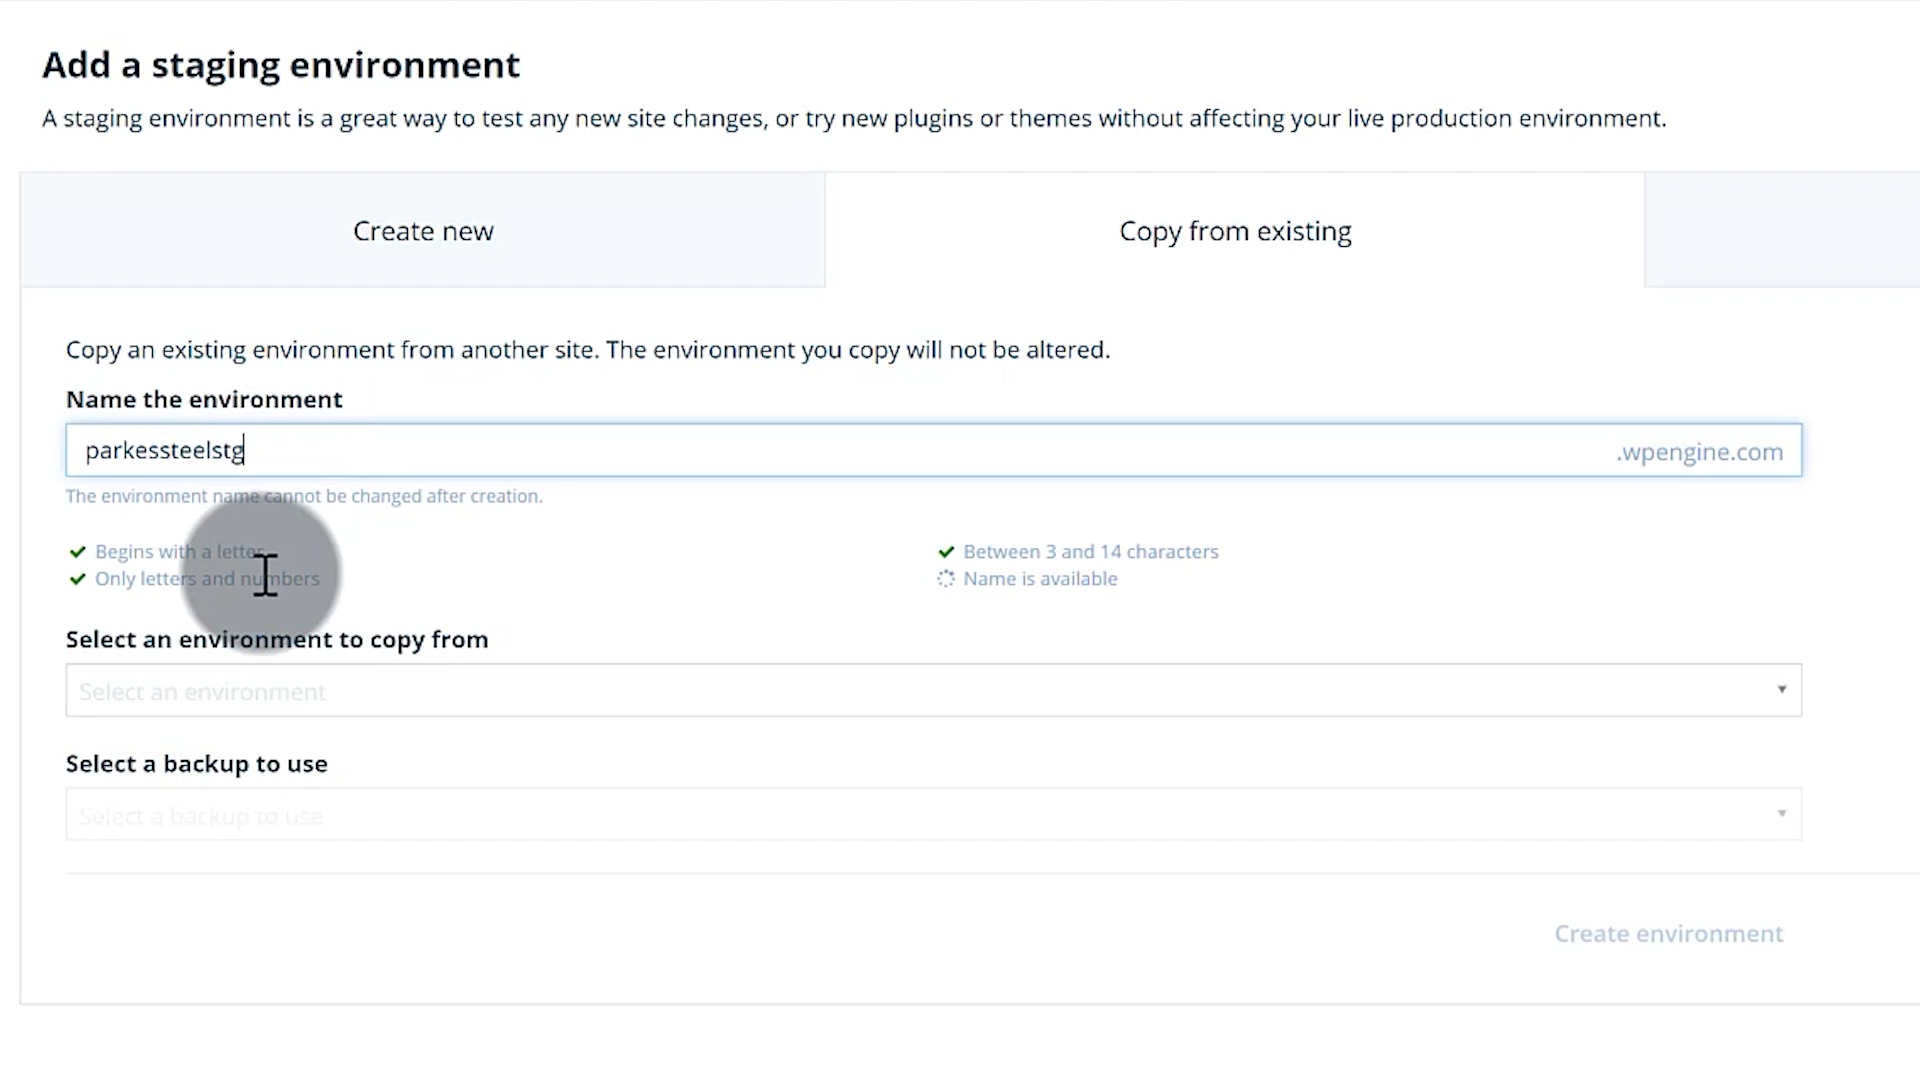 Add a staging environment
A staging environment is a great way to test any new site changes, or try new plugins or themes without affecting your live production environment.
Create new
Copy from existing
Copy an existing environment from another site. The environment you copy will not be altered.
Name the environment
parkessteelstg
.wpengine.com
The environment name cannot be changed after creation.
Begins with a letter
Between 3 and 14 characters
Only letters and numbers
Name is available
Select an environment to copy from
Select an environment
Select a backup to use
Select a backup to use
Create environment